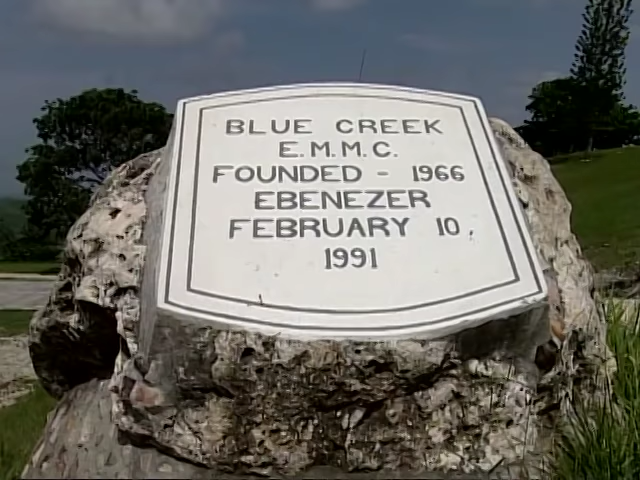 BLUE CREEK
E.M.M.C.
FOUNDED - 1966
EBENEZER
FEBRUARY 10,
1991